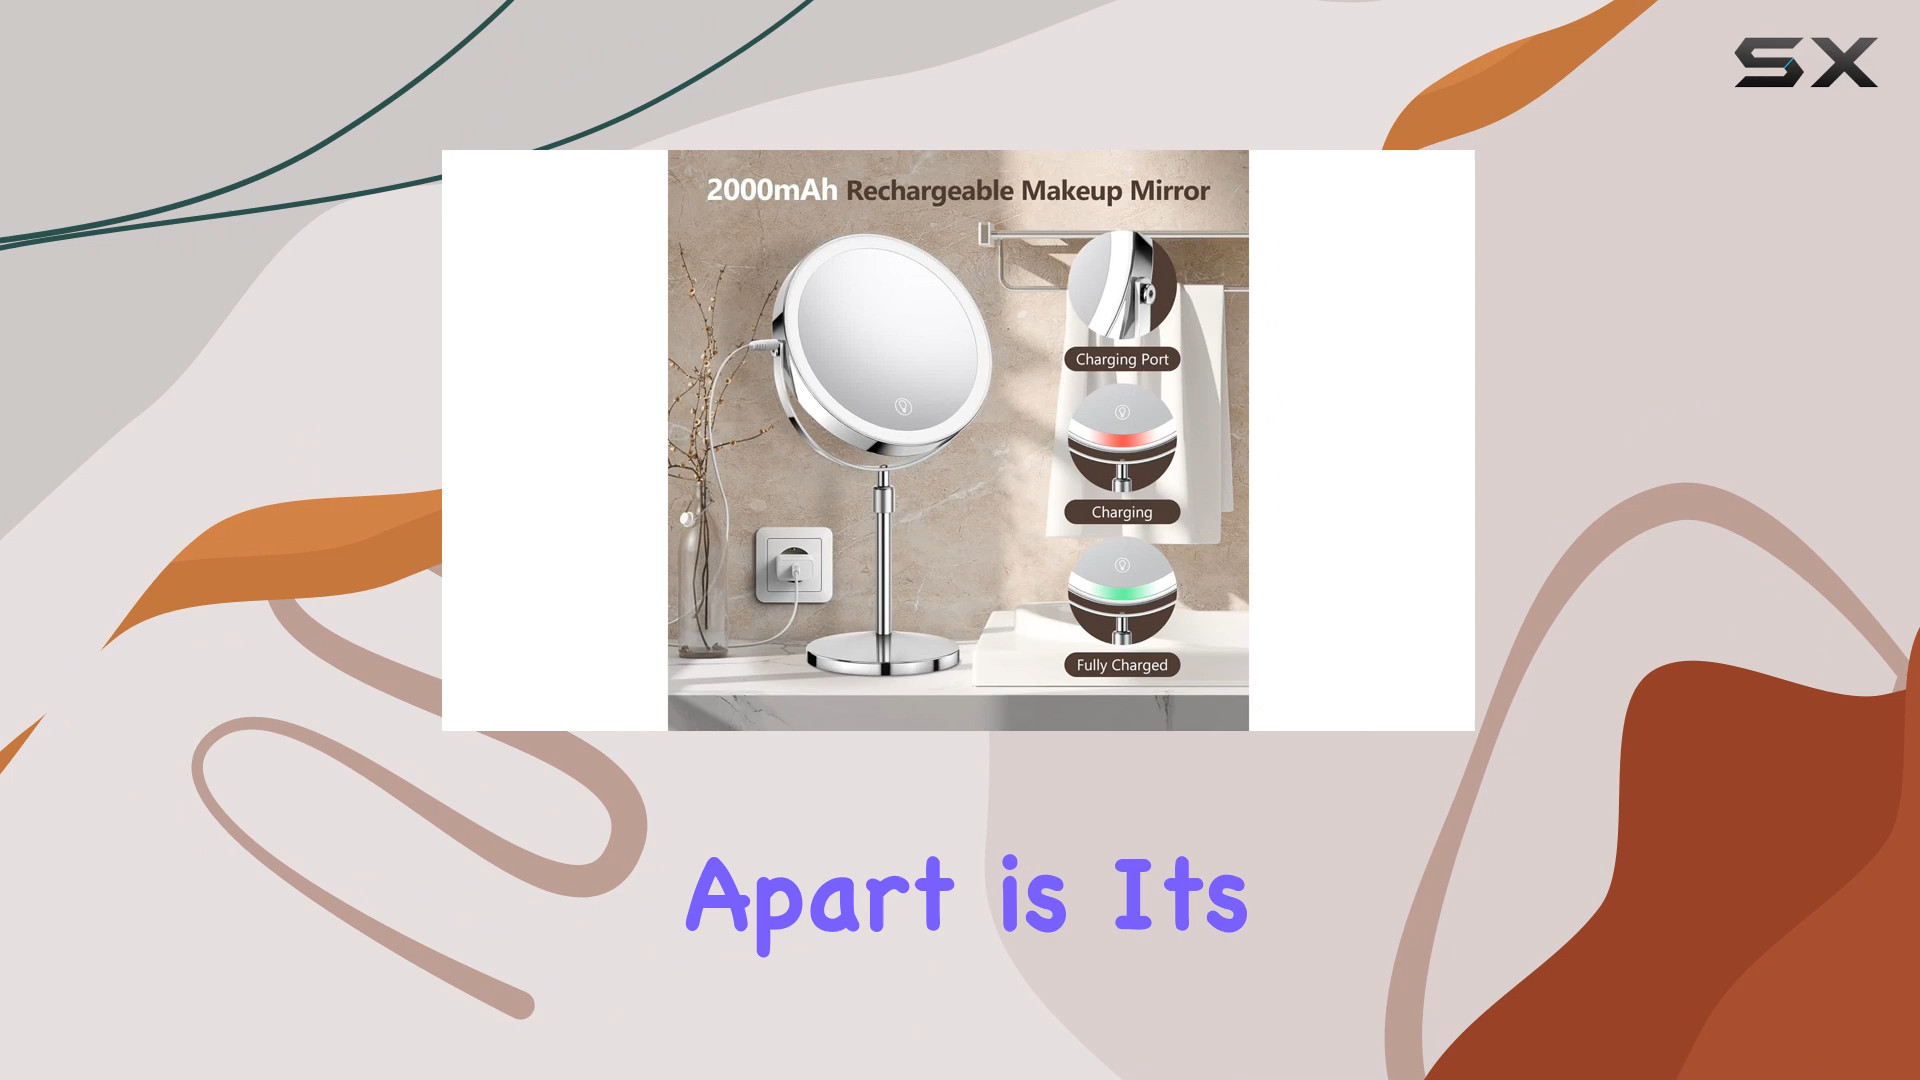 SX
2000mAh Rechargeable Makeup Mirror
Charging Port
Charging
Fully Charged
Apart is Its